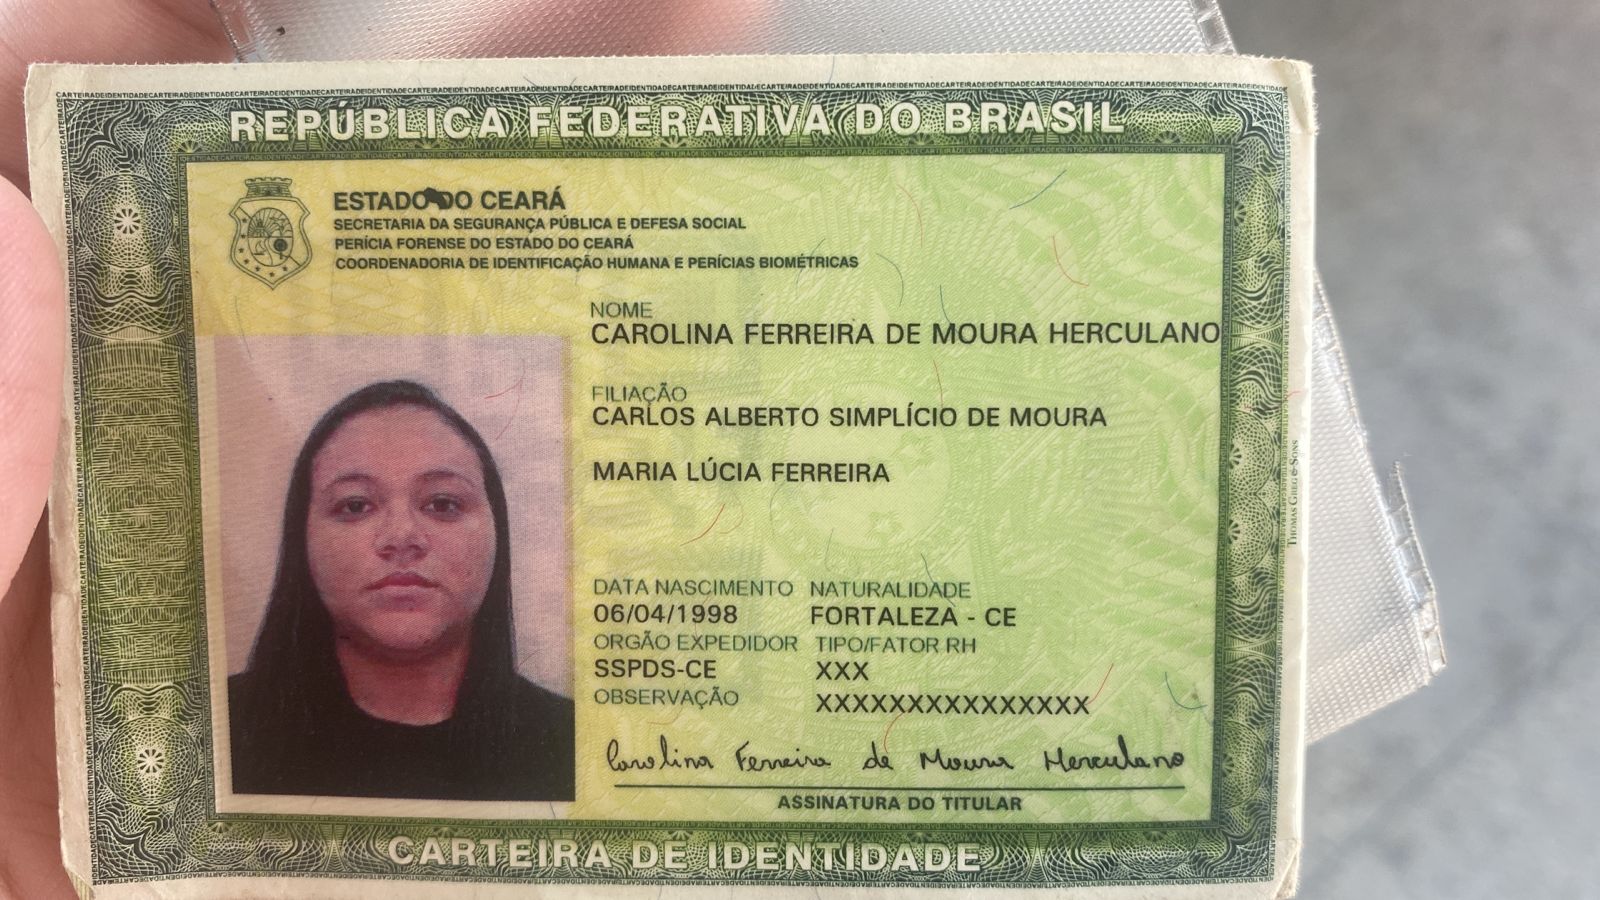 REPÚBLICA FEDERATIVA DO BRASIL
ESTADO DO CEARÁ
SECRETARIA DA SEGURANÇA PÚBLICA E DEFESA SOCIAL
PERÍCIA FORENSE DO ESTADO DO CEARÁ
COORDENADORIA DE IDENTIFICAÇÃO HUMANA E PERÍCIAS BIOMÉTRICAS
NOME
CAROLINA FERREIRA DE MOURA HERCULANO
FILIAÇÃO
CARLOS ALBERTO SIMPLÍCIO DE MOURA
MARIA LÚCIA FERREIRA
DATA NASCIMENTO NATURALIDADE
06/04/1998 FORTALEZA - CE
ORGÃO EXPEDIDOR TIPO/FATOR RH
SSPDS-CE XXX
OBSERVAÇÃO XXXXXXXXXXXXXXX
Carolina Ferreira de Moura Herculano
ASSINATURA DO TITULAR
CARTEIRA DE IDENTIDADE
THOMAS GREG & SONS